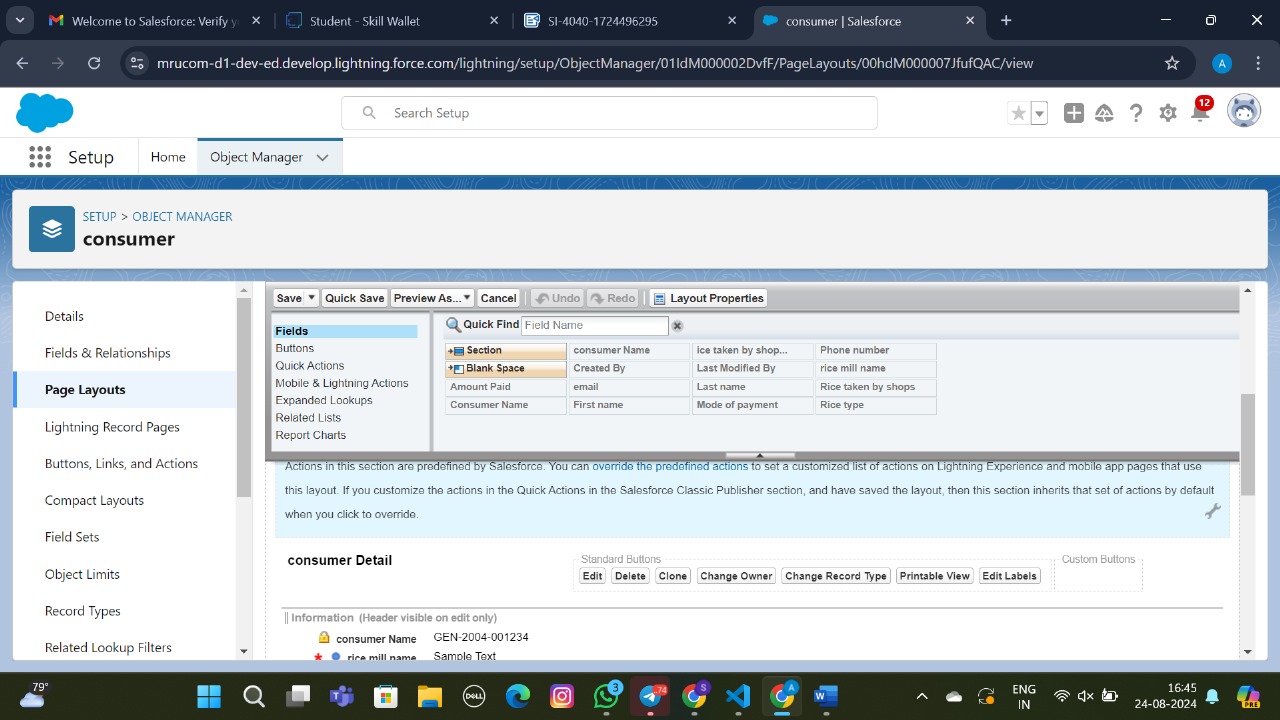 Welcome to Salesforce: Verify y
Student - Skill Wallet
SI-4040-1724496295
consumer | Salesforce
mrucom-d1-dev-ed.develop.lightning.force.com/lightning/setup/ObjectManager/01IdM000002DvfF/PageLayouts/00hdM000007JfufQAC/view
A
Search Setup
12
Setup
Home
Object Manager
SETUP > OBJECT MANAGER
consumer
Details
Fields & Relationships
Page Layouts
Lightning Record Pages
Buttons, Links, and Actions
Compact Layouts
Field Sets
Object Limits
Record Types
Related Lookup Filters
Save Quick Save Preview As... Cancel Undo Redo Layout Properties
Fields
Buttons
Quick Actions
Mobile & Lightning Actions
Expanded Lookups
Related Lists
Report Charts
Quick Find Field Name
Section consumer Name ice taken by shop... Phone number
Blank Space Created By Last Modified By rice mill name
Amount Paid email Last name Rice taken by shops
Consumer Name First name Mode of payment Rice type
Actions in this section are predefined by Salesforce. You can override the predefined actions to set a customized list of actions on Lightning Experience and mobile app pages that use
this layout. If you customize the actions in the Quick Actions in the Salesforce Classic Publisher section, and have saved the layout, then this section inherits that set of actions by default
when you click to override.
consumer Detail
Standard Buttons
Edit Delete Clone Change Owner Change Record Type Printable View Edit Labels
Custom Buttons
Information (Header visible on edit only)
consumer Name GEN-2004-001234
* rice mill name Sample Text
79°
DELL
3
74
S
A
W
ENG
IN
16:45
24-08-2024
PRE